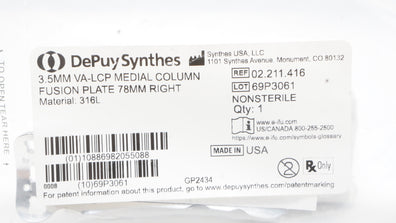 DePuy Synthes
Synthes USA, LLC
1101 Synthes Avenue, Monument, CO 80132
3.5MM VA-LCP MEDIAL COLUMN
FUSION PLATE 78MM RIGHT
Material: 316L
REF 02.211.416
LOT 69P3061
NONSTERILE
Qty: 1
www.e-ifu.com
US/CANADA 800-255-2500
www.e-ifu.com/symbols-glossary
MADE IN USA
(01)10886982055088
0008 (10)69P3061
GP2434
Rx Only
For patent information about this product, go to www.depuysynthes.com/patentmarking
TO OPEN TEAR HERE